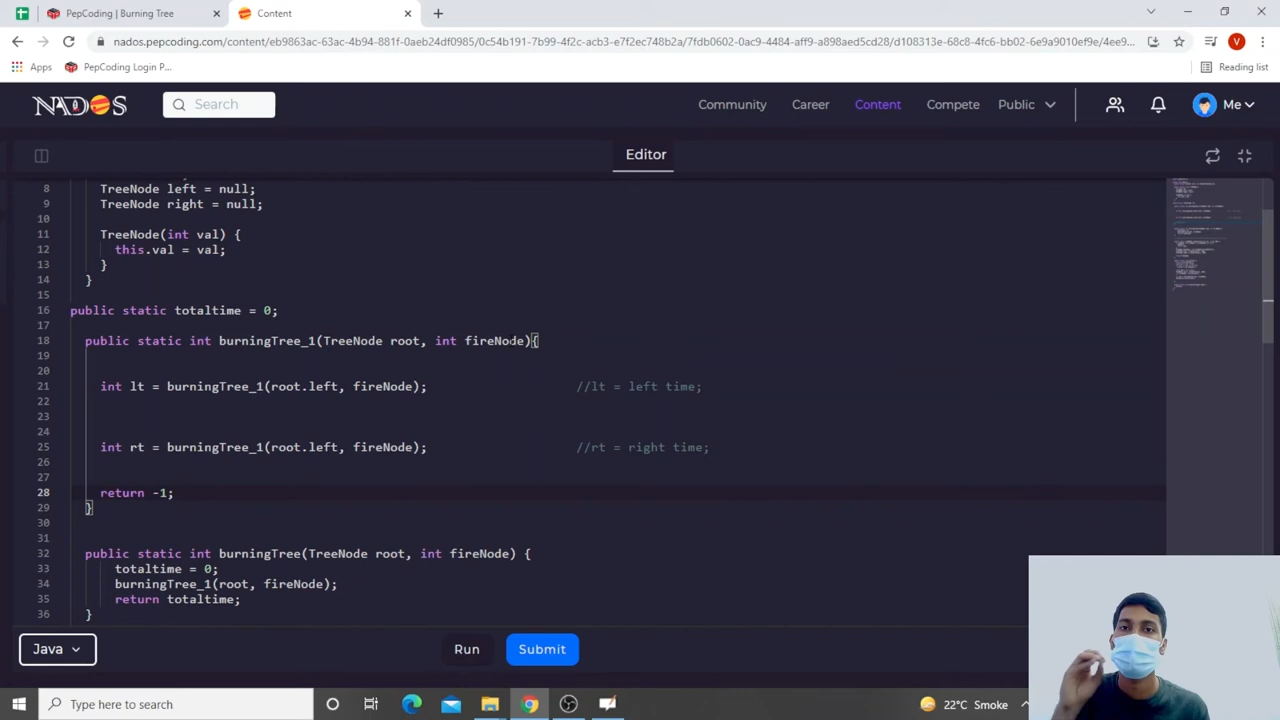 PepCoding | Burning Tree
Content
nados.pepcoding.com/content/eb9863ac-63ac-4b94-881f-0aeb24df0985/0c54b191-7b99-4f2c-acb3-e7f2ec748b2a/7fdb0602-0ac9-4484-aff9-a898aed5cd28/d108313e-68c8-4fc6-bb02-6e9a9010ef9e/4ee9...
Apps PepCoding Login P... Reading list
NADOS Search Community Career Content Compete Public Me
Editor
8 TreeNode left = null;
9 TreeNode right = null;
10
11 TreeNode(int val) {
12 this.val = val;
13 }
14 }
15
16 public static totaltime = 0;
17
18 public static int burningTree_1(TreeNode root, int fireNode){
19
20
21 int lt = burningTree_1(root.left, fireNode); //lt = left time;
22
23
24
25 int rt = burningTree_1(root.left, fireNode); //rt = right time;
26
27
28 return -1;
29 }
30
31
32 public static int burningTree(TreeNode root, int fireNode) {
33 totaltime = 0;
34 burningTree_1(root, fireNode);
35 return totaltime;
36 }
Java Run Submit
Type here to search 22°C Smoke